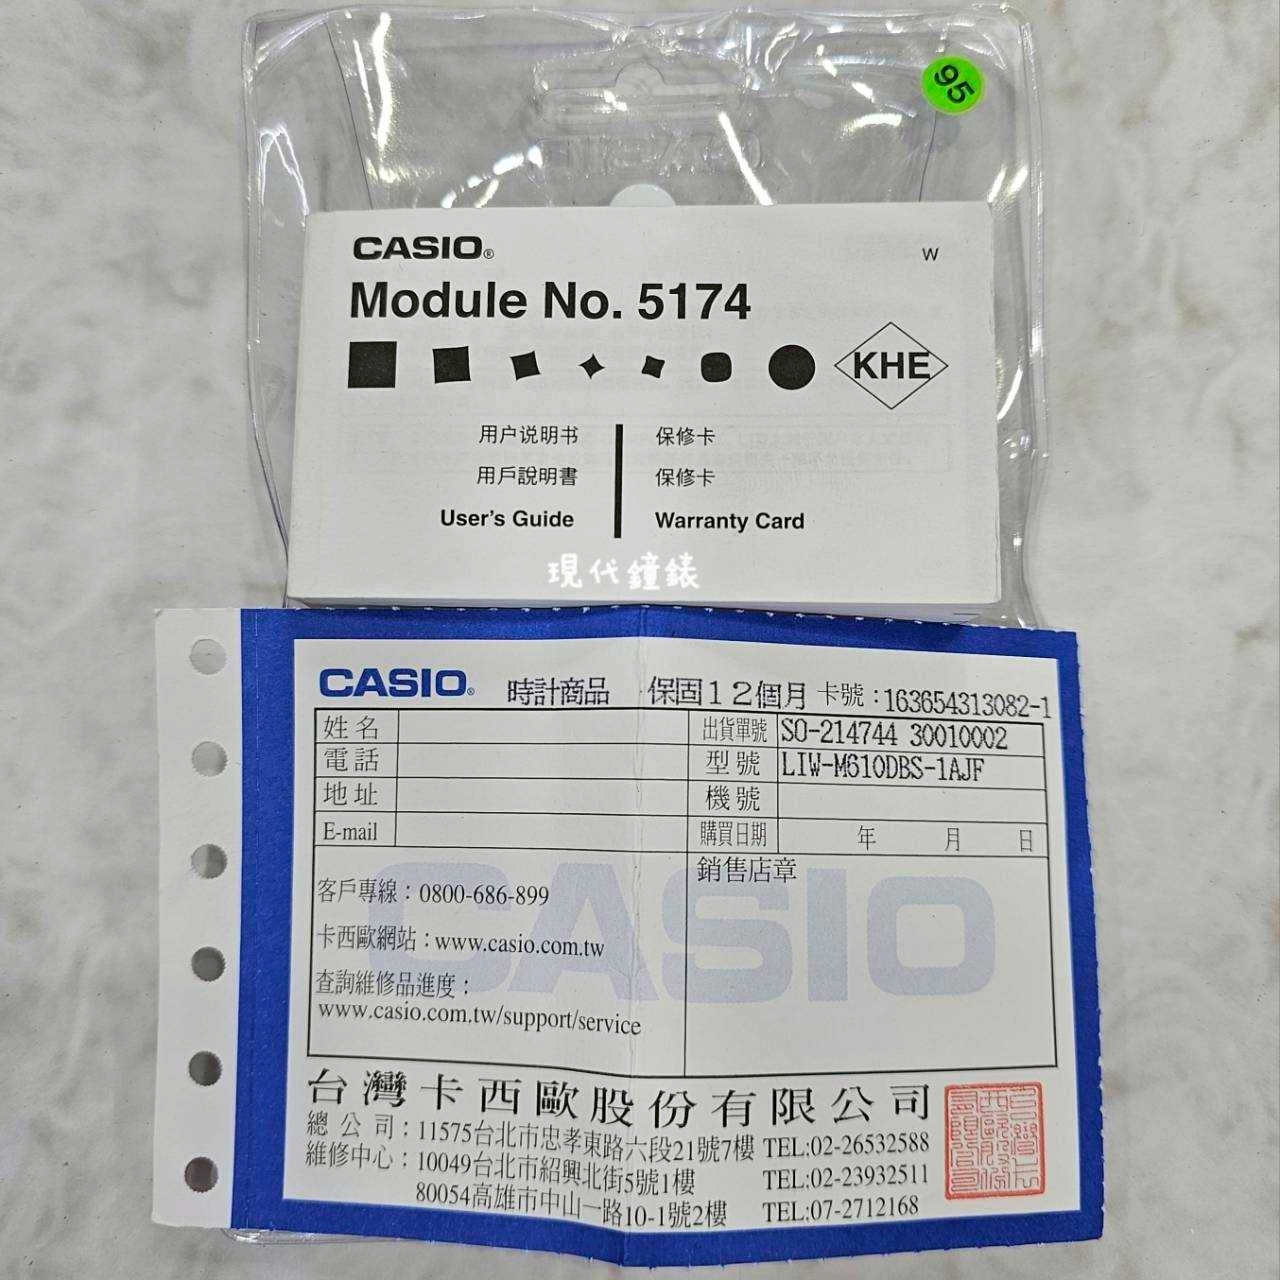 95
CASIO®
W
Module No. 5174
KHE
用户说明书
保修卡
用戶說明書
保修卡
User's Guide
Warranty Card
現代鐘錶
CASIO® 時計商品 保固12個月 卡號:163654313082-1
姓名 出貨單號 SO-214744 30010002
電話 型號 LIW-M610DBS-1AJF
地址 機號
E-mail 購買日期 年 月 日
銷售店章
客戶專線:0800-686-899
卡西歐網站:www.casio.com.tw
查詢維修品進度:
www.casio.com.tw/support/service
CASIO
台灣卡西歐股份有限公司
總公司:11575台北市忠孝東路六段21號7樓 TEL:02-26532588
維修中心:10049台北市紹興北街5號1樓 TEL:02-23932511
80054高雄市中山一路10-1號2樓 TEL:07-2712168